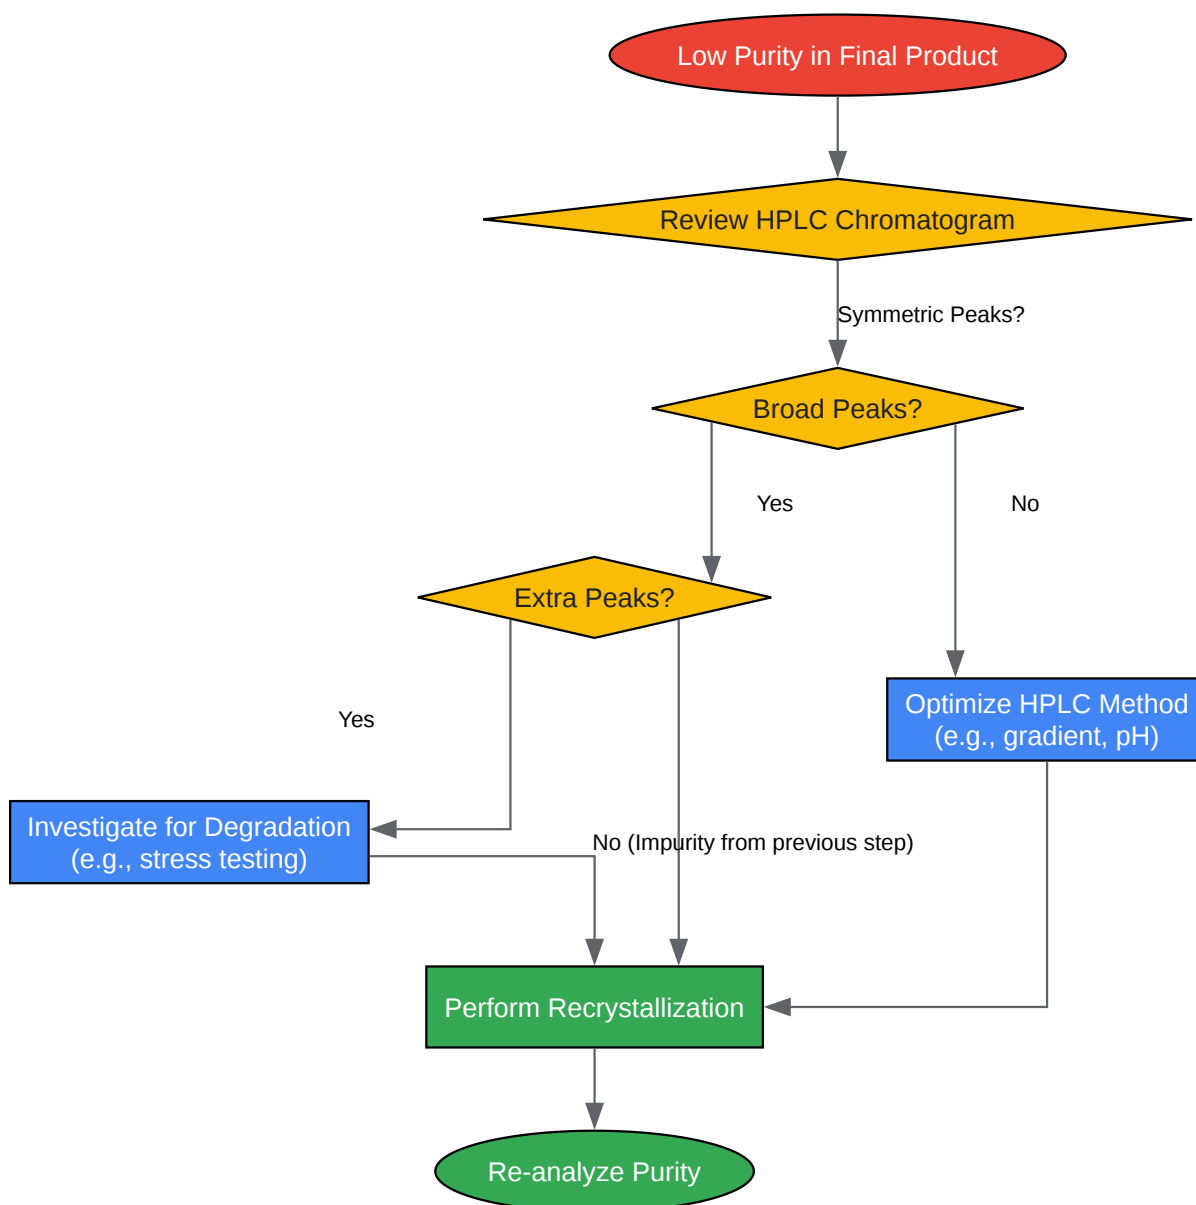 Low Purity in Final Product
Review HPLC Chromatogram
Symmetric Peaks?
Broad Peaks?
Yes
No
Extra Peaks?
Yes
Optimize HPLC Method
(e.g., gradient, pH)
Investigate for Degradation
(e.g., stress testing)
No (Impurity from previous step)
Perform Recrystallization
Re-analyze Purity